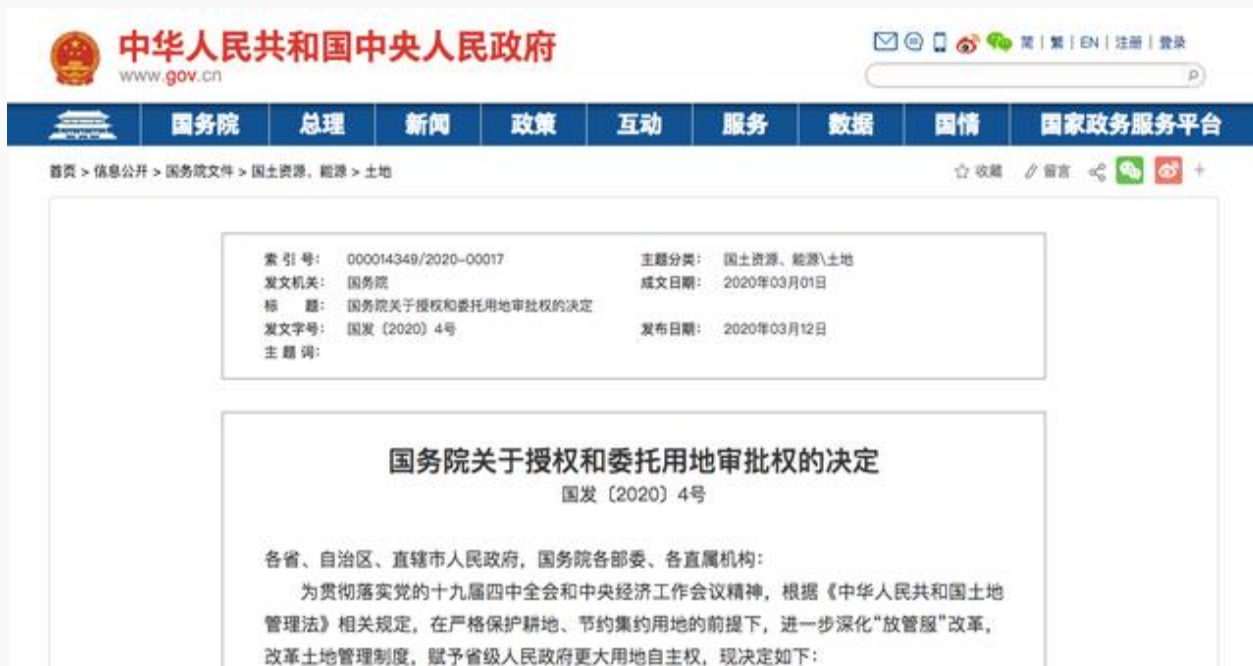 中华人民共和国中央人民政府
www.gov.cn
简 | 繁 | EN | 注册 | 登录
国务院 总理 新闻 政策 互动 服务 数据 国情 国家政务服务平台
首页 > 信息公开 > 国务院文件 > 国土资源、能源 > 土地 收藏 留言
索 引 号： 000014349/2020-00017 主题分类： 国土资源、能源\土地
发文机关： 国务院 成文日期： 2020年03月01日
标 题： 国务院关于授权和委托用地审批权的决定
发文字号： 国发〔2020〕4号 发布日期： 2020年03月12日
主 题 词：
国务院关于授权和委托用地审批权的决定
国发〔2020〕4号
各省、自治区、直辖市人民政府，国务院各部委、各直属机构：
为贯彻落实党的十九届四中全会和中央经济工作会议精神，根据《中华人民共和国土地
管理法》相关规定，在严格保护耕地、节约集约用地的前提下，进一步深化“放管服”改革，
改革土地管理制度，赋予省级人民政府更大用地自主权，现决定如下：